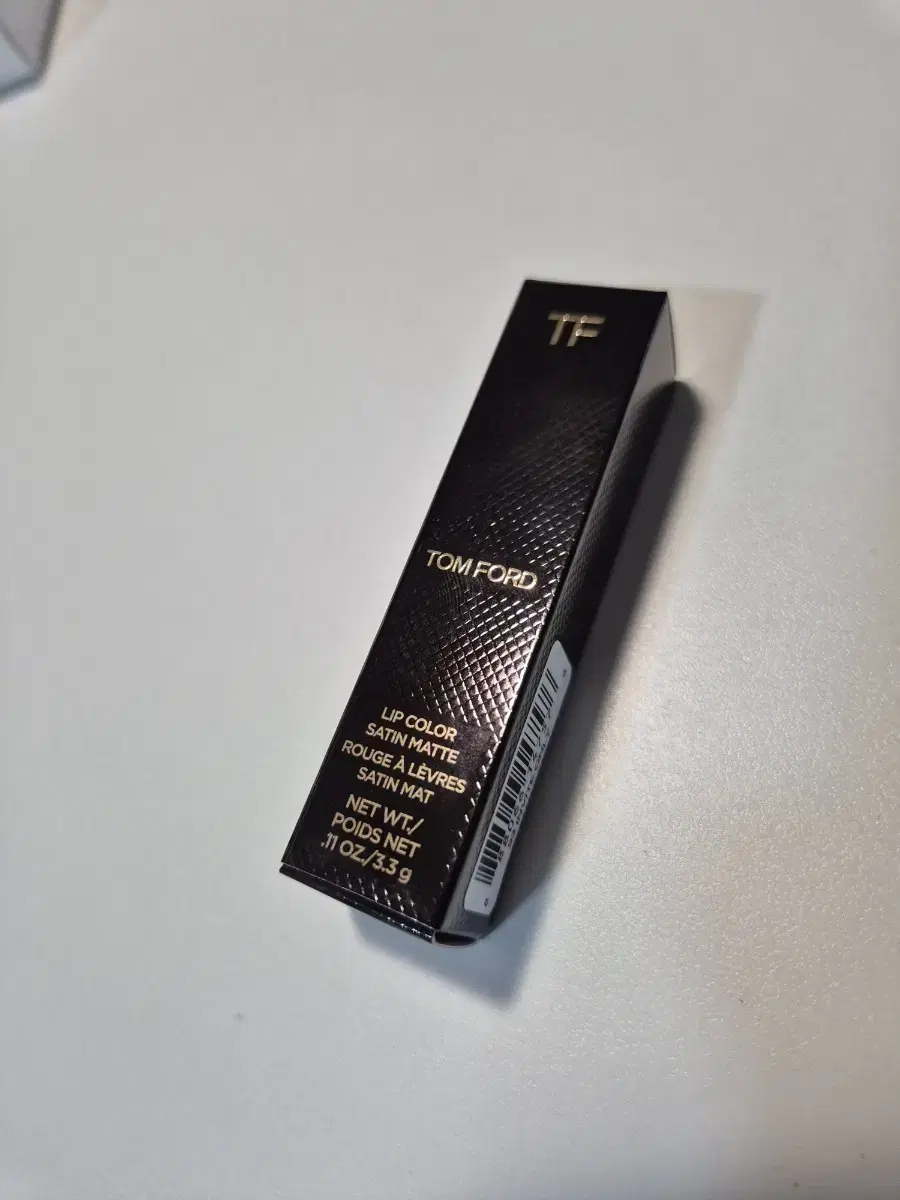 TF
TOM FORD
LIP COLOR
SATIN MATTE
ROUGE À LÈVRES
SATIN MAT
NET WT./
POIDS NET
.11 OZ./3.3 g